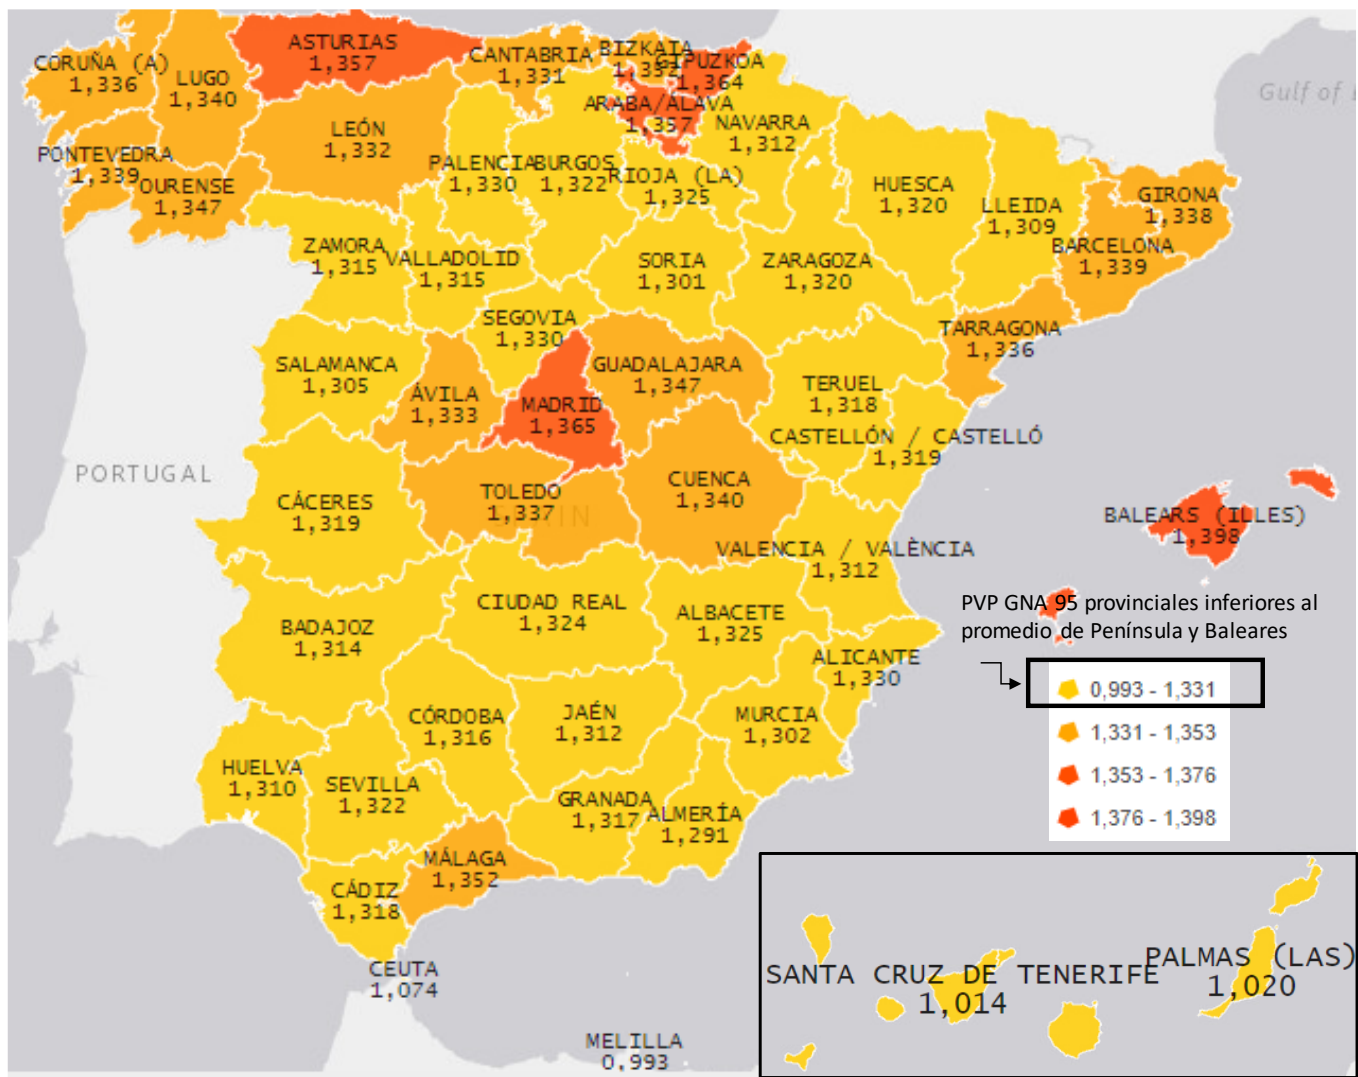 ASTURIAS
1,357
CORUÑA (A)
1,336
LUGO
1,340
CANTABRIA
1,331
BIZKAIA
GIPUZKOA
1,364
ARABA/ALAVA
1,357
Gulf of
LEÓN
1,332
NAVARRA
1,312
PONTEVEDRA
1,339
OURENSE
1,347
PALENCIA
1,330
BURGOS
1,322
RIOJA (LA)
1,325
HUESCA
1,320
LLEIDA
1,309
GIRONA
1,338
BARCELONA
1,339
ZAMORA
1,315
VALLADOLID
1,315
SORIA
1,301
ZARAGOZA
1,320
SEGOVIA
1,330
TARRAGONA
1,336
SALAMANCA
1,305
ÁVILA
1,333
MADRID
1,365
GUADALAJARA
1,347
TERUEL
1,318
CASTELLÓN / CASTELLÓ
1,319
PORTUGAL
CÁCERES
1,319
TOLEDO
1,337
CUENCA
1,340
BALEARS (ILLES)
1,398
VALENCIA / VALÈNCIA
1,312
BADAJOZ
1,314
CIUDAD REAL
1,324
ALBACETE
1,325
PVP GNA 95 provinciales inferiores al
promedio de Península y Baleares
ALICANTE
1,330
0,993 - 1,331
1,331 - 1,353
1,353 - 1,376
1,376 - 1,398
CÓRDOBA
1,316
JAÉN
1,312
MURCIA
1,302
HUELVA
1,310
SEVILLA
1,322
GRANADA
1,317
ALMERÍA
1,291
MÁLAGA
1,352
CÁDIZ
1,318
CEUTA
1,074
MELILLA
0,993
SANTA CRUZ DE TENERIFE
1,014
PALMAS (LAS)
1,020